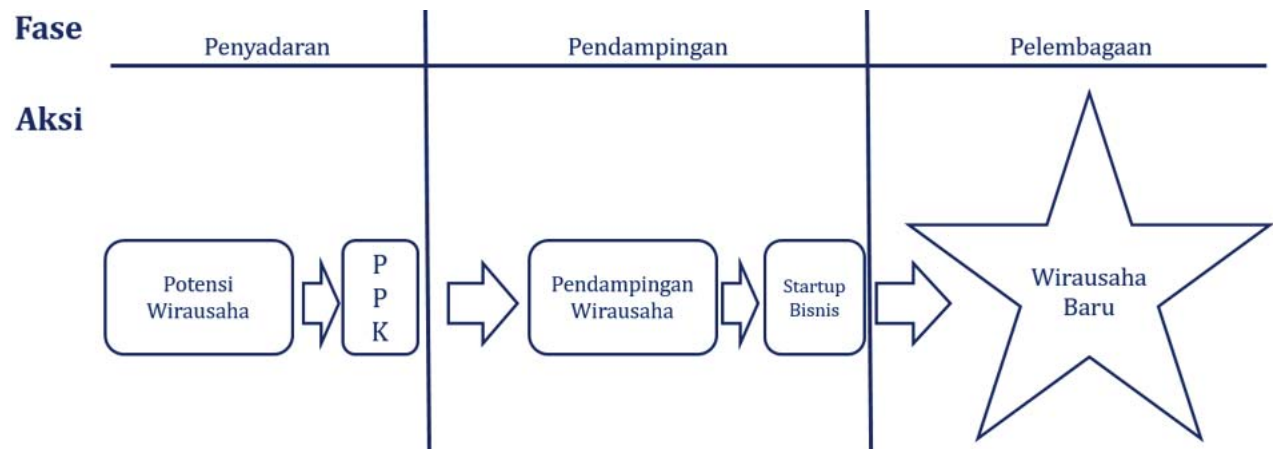 Fase
Penyadaran
Pendampingan
Pelembagaan
Aksi
Potensi
Wirausaha
P
P
K
Pendampingan
Wirausaha
Startup
Bisnis
Wirausaha
Baru